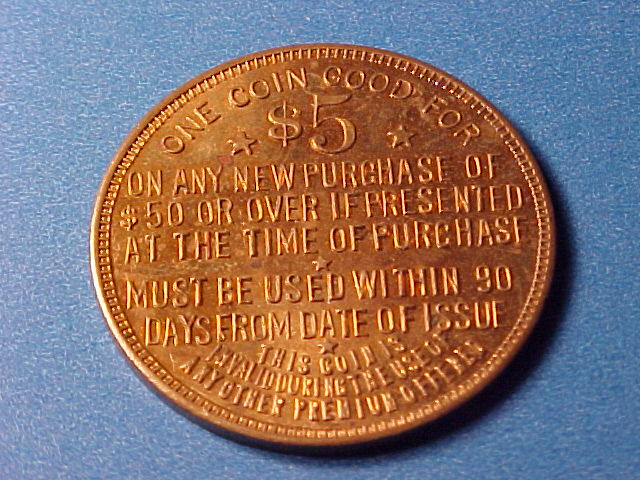 ONE COIN GOOD FOR
$5
ON ANY NEW PURCHASE OF
$50 OR OVER IF PRESENTED
AT THE TIME OF PURCHASE
MUST BE USED WITHIN 90
DAYS FROM DATE OF ISSUE
THIS COIN IS
INVALID DURING THE USE OF
ANY OTHER PREMIUM OFFERED